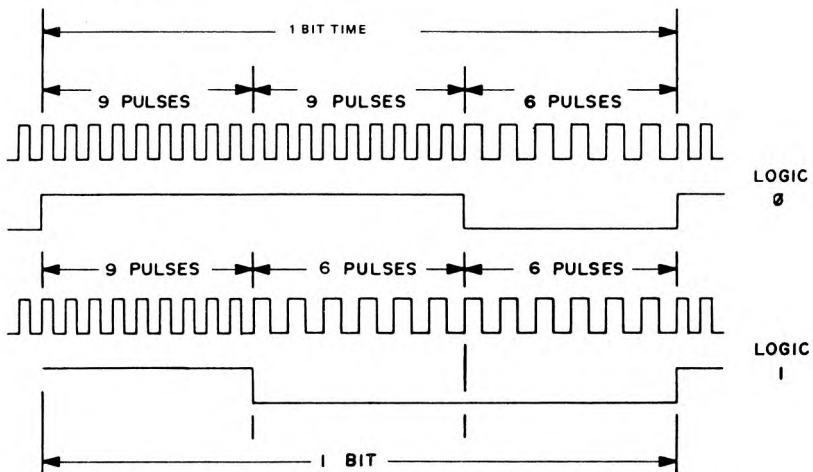 1 BIT TIME
9 PULSES 9 PULSES 6 PULSES
LOGIC
0
9 PULSES 6 PULSES 6 PULSES
LOGIC
1
1 BIT